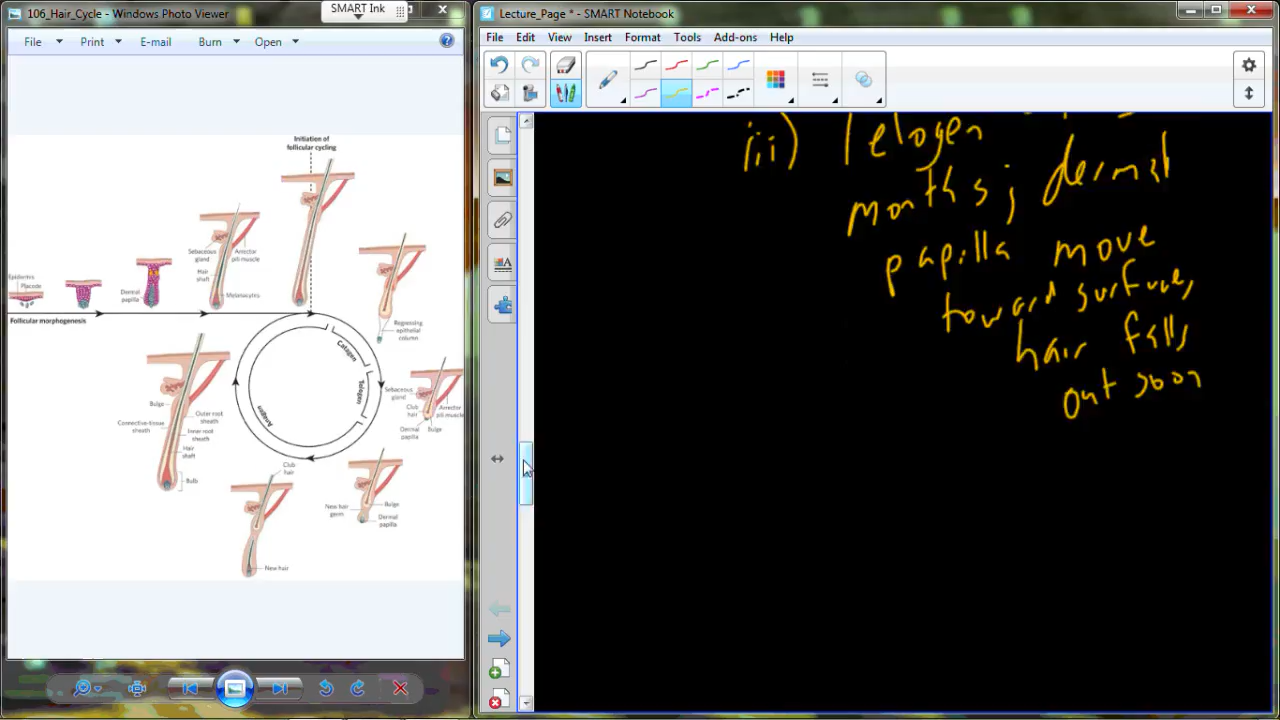 106_Hair_Cycle - Windows Photo Viewer
SMART Ink
File Print E-mail Burn Open
Initiation of
follicular cycling
Sebaceous
gland
Arrector
pili muscle
Hair
shaft
Melanocytes
Epidermis
Placode
Dermal
papilla
Follicular morphogenesis
Regressing
epithelial
column
Catagen
Telogen
Anagen
Sebaceous
gland
Club
hair
Dermal
papilla
Bulge
Arrector
pili muscle
Bulge
Connective-tissue
sheath
Outer root
sheath
Inner root
sheath
Hair
shaft
Bulb
Club
hair
New hair
New hair
germ
Bulge
Dermal
papilla
Lecture_Page * - SMART Notebook
File Edit View Insert Format Tools Add-ons Help
iii) Telogen
months; dermal
papilla move
toward surface,
hair falls
out soon